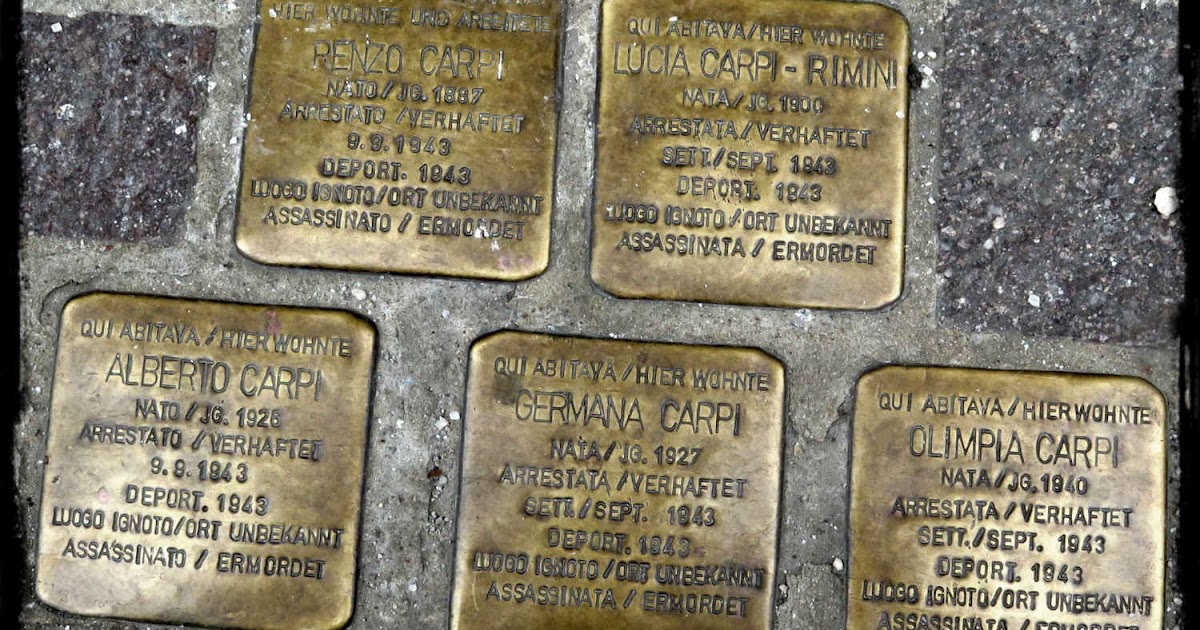 HIER WOHNTE UND ARBEITETE
RENZO CARPI
NATO / JG. 1887
ARRESTATO / VERHAFTET
9. 9. 1943
DEPORT. 1943
LUOGO IGNOTO / ORT UNBEKANNT
ASSASSINATO / ERMORDET
QUI ABITAVA / HIER WOHNTE
LUCIA CARPI - RIMINI
NATA / JG. 1900
ARRESTATA / VERHAFTET
SETT. / SEPT. 1943
DEPORT. 1943
LUOGO IGNOTO / ORT UNBEKANNT
ASSASSINATA / ERMORDET
QUI ABITAVA / HIER WOHNTE
ALBERTO CARPI
NATO / JG. 1926
ARRESTATO / VERHAFTET
9. 9. 1943
DEPORT. 1943
LUOGO IGNOTO / ORT UNBEKANNT
ASSASSINATO / ERMORDET
QUI ABITAVA / HIER WOHNTE
GERMANA CARPI
NATA / JG. 1927
ARRESTATA / VERHAFTET
SETT. / SEPT. 1943
DEPORT. 1943
LUOGO IGNOTO / ORT UNBEKANNT
ASSASSINATA / ERMORDET
QUI ABITAVA / HIER WOHNTE
OLIMPIA CARPI
NATA / JG. 1940
ARRESTATA / VERHAFTET
SETT. / SEPT. 1943
DEPORT. 1943
LUOGO IGNOTO / ORT UNBEKANNT
ASSASSINATA / ERMORDET